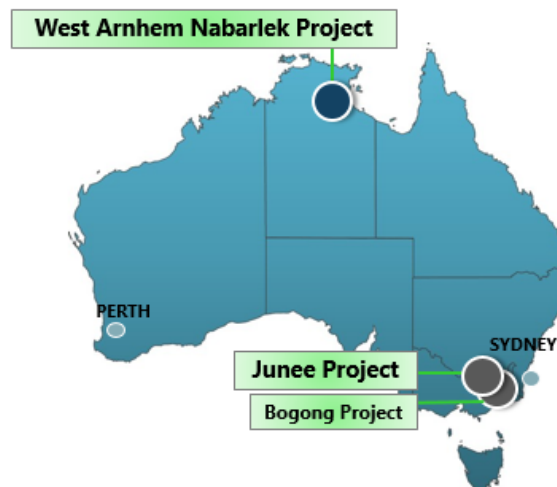 West Arnhem Nabarlek Project
PERTH
SYDNEY
Junee Project
Bogong Project